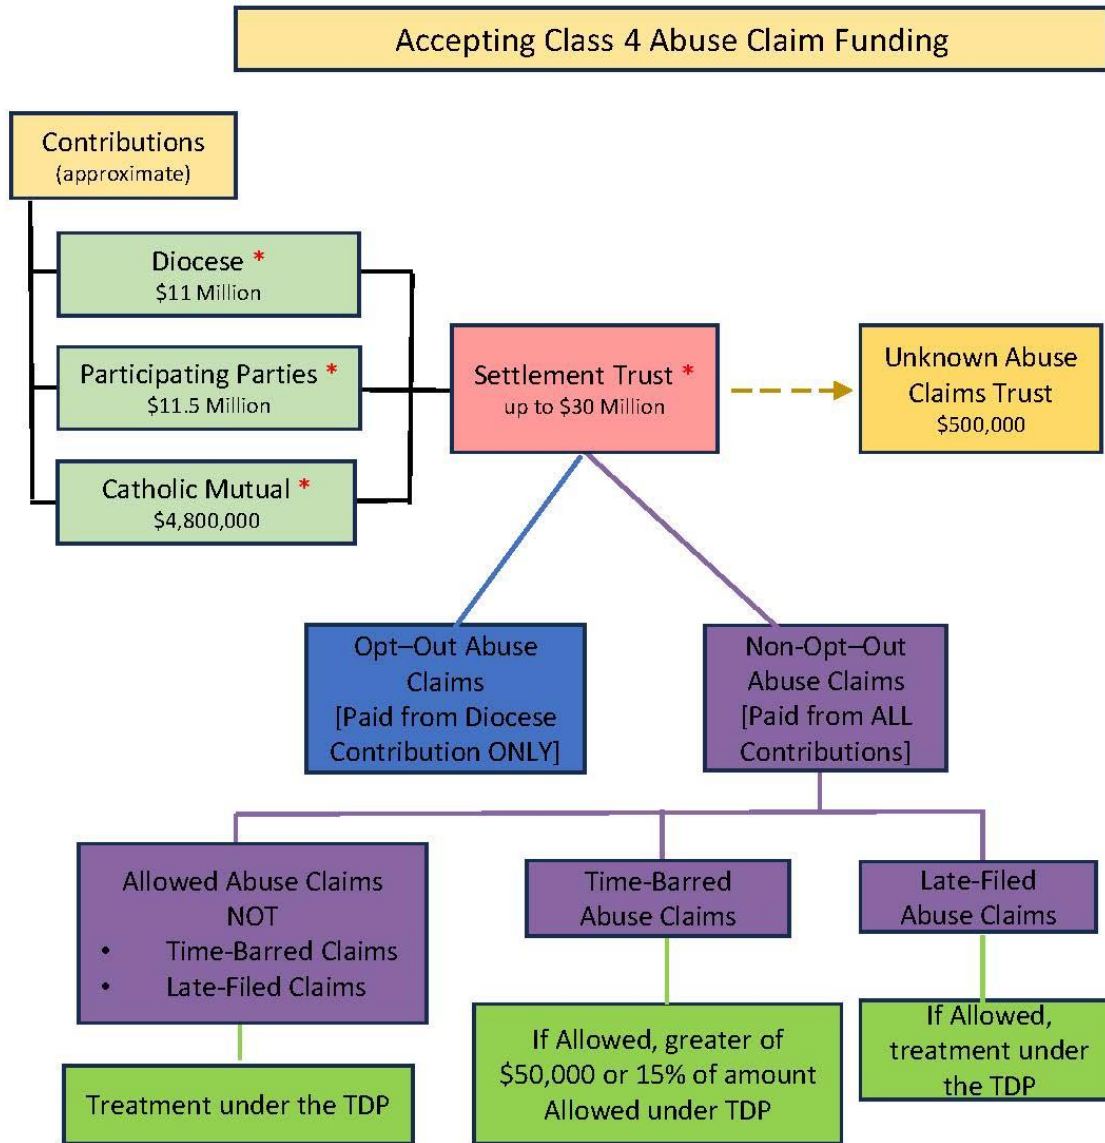 Accepting Class 4 Abuse Claim Funding
Contributions
(approximate)
Diocese *
$11 Million
Participating Parties *
$11.5 Million
Catholic Mutual *
$4,800,000
Settlement Trust *
up to $30 Million
Unknown Abuse
Claims Trust
$500,000
Opt–Out Abuse
Claims
[Paid from Diocese
Contribution ONLY]
Non-Opt–Out
Abuse Claims
[Paid from ALL
Contributions]
Allowed Abuse Claims
NOT
• Time-Barred Claims
• Late-Filed Claims
Time-Barred
Abuse Claims
Late-Filed
Abuse Claims
Treatment under the TDP
If Allowed, greater of
$50,000 or 15% of amount
Allowed under TDP
If Allowed,
treatment under
the TDP